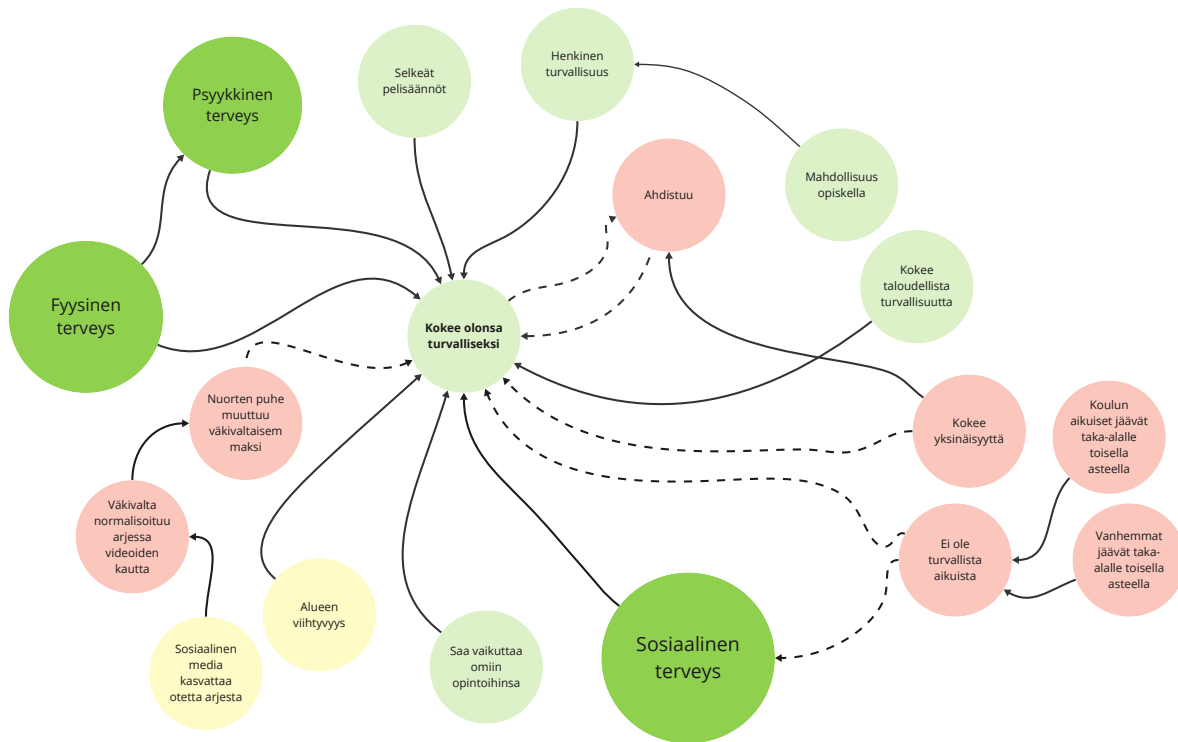 Psyykkinen
terveys
Selkeät
pelisäännöt
Henkinen
turvallisuus
Ahdistuu
Mahdollisuus
opiskella
Kokee
taloudellista
turvallisuutta
Fyysinen
terveys
Kokee olonsa
turvalliseksi
Nuorten puhe
muuttuu
väkivaltaisem
maksi
Kokee
yksinäisyyttä
Koulun
aikuiset jäävät
taka-alalle
toisella
asteella
Väkivalta
normalisoituu
arjessa
videoiden
kautta
Ei ole
turvallista
aikuista
Vanhemmat
jäävät taka-
alalle toisella
asteella
Alueen
viihtyvyys
Sosiaalinen
media
kasvattaa
otetta arjesta
Saa vaikuttaa
omiin
opintoihinsa
Sosiaalinen
terveys